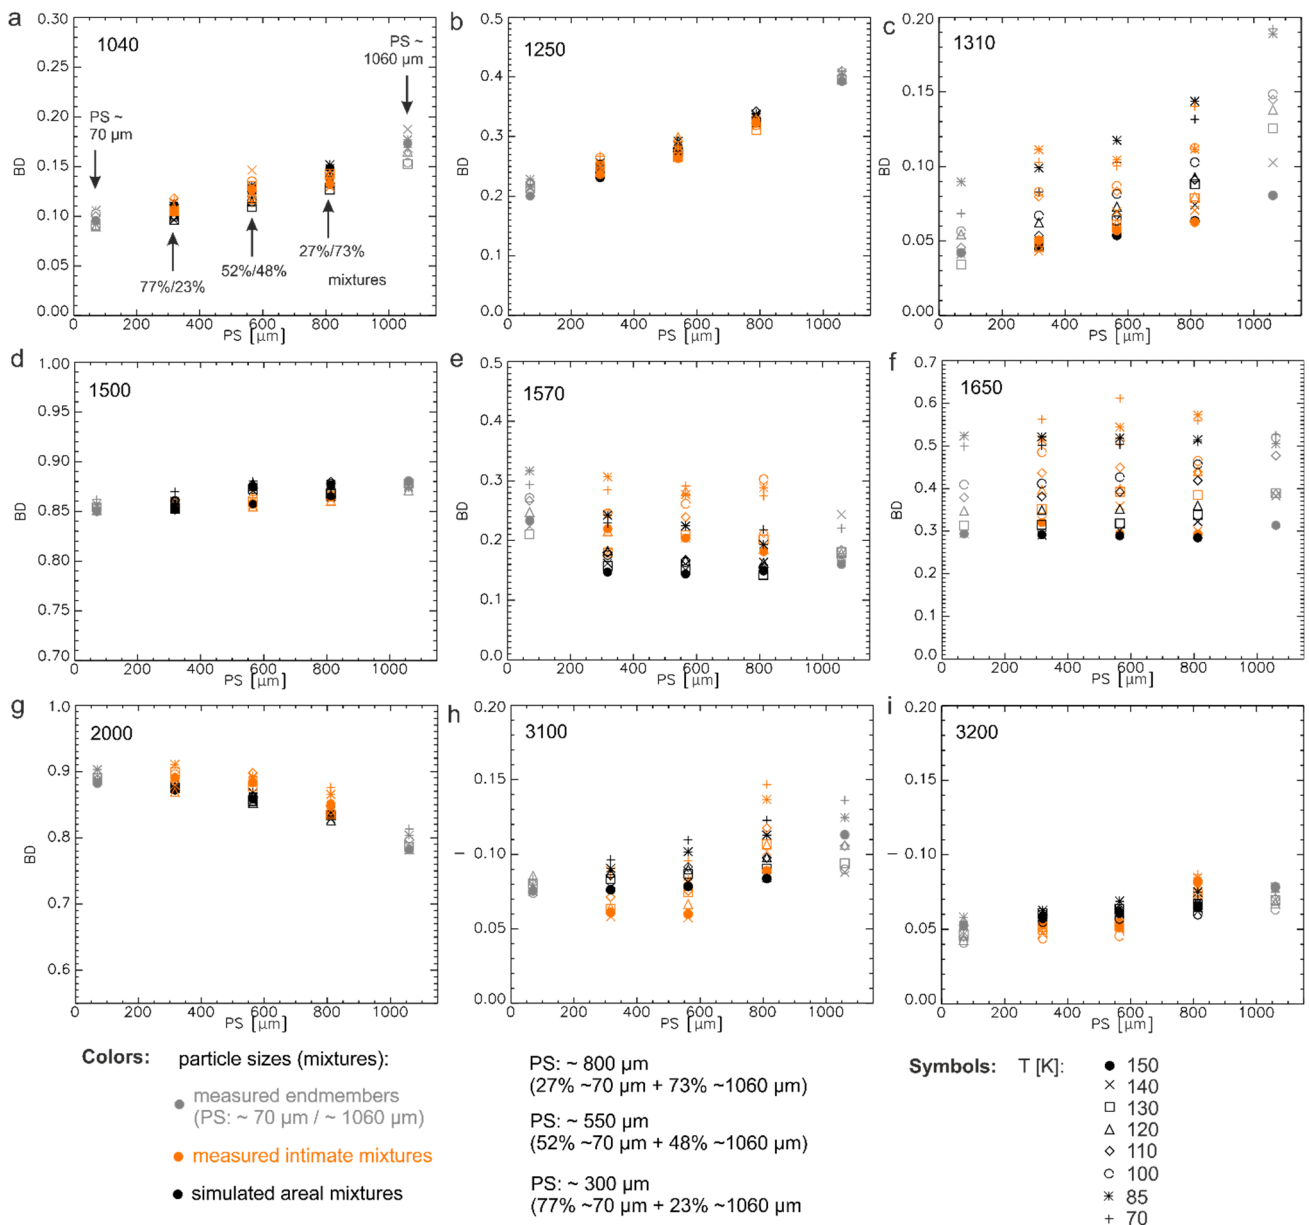 a
1040
PS ~
70 µm
PS ~
1060 µm
77%/23%
52%/48%
27%/73%
mixtures
0.30
0.25
0.20
0.15
0.10
0.05
0.00
BD
0 200 400 600 800 1000
PS [µm]
b
1250
0.5
0.4
0.3
0.2
0.1
0.0
BD
0 200 400 600 800 1000
PS [µm]
c
1310
0.20
0.15
0.10
0.05
0.00
BD
0 200 400 600 800 1000
PS [µm]
d
1500
1.00
0.95
0.90
0.85
0.80
0.75
0.70
BD
0 200 400 600 800 1000
PS [µm]
e
1570
0.5
0.4
0.3
0.2
0.1
0.0
BD
0 200 400 600 800 1000
PS [µm]
f
1650
0.7
0.6
0.5
0.4
0.3
0.2
0.1
0.0
BD
0 200 400 600 800 1000
PS [µm]
g
2000
1.0
0.9
0.8
0.7
0.6
BD
0 200 400 600 800 1000
PS [µm]
h
3100
0.20
0.15
0.10
0.05
0.00
I
0 200 400 600 800 1000
PS [µm]
i
3200
0.20
0.15
0.10
0.05
0.00
I
0 200 400 600 800 1000
PS [µm]
Colors: particle sizes (mixtures):
measured endmembers
(PS: ~ 70 µm / ~ 1060 µm)
measured intimate mixtures
simulated areal mixtures
PS: ~ 800 µm
(27% ~70 µm + 73% ~1060 µm)
PS: ~ 550 µm
(52% ~70 µm + 48% ~1060 µm)
PS: ~ 300 µm
(77% ~70 µm + 23% ~1060 µm
Symbols: T [K]:
150
140
130
120
110
100
85
70